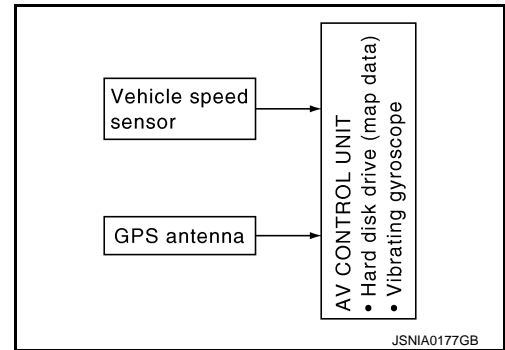 Vehicle speed
sensor
GPS antenna
AV CONTROL UNIT
• Hard disk drive (map data)
• Vibrating gyroscope
JSNIA0177GB